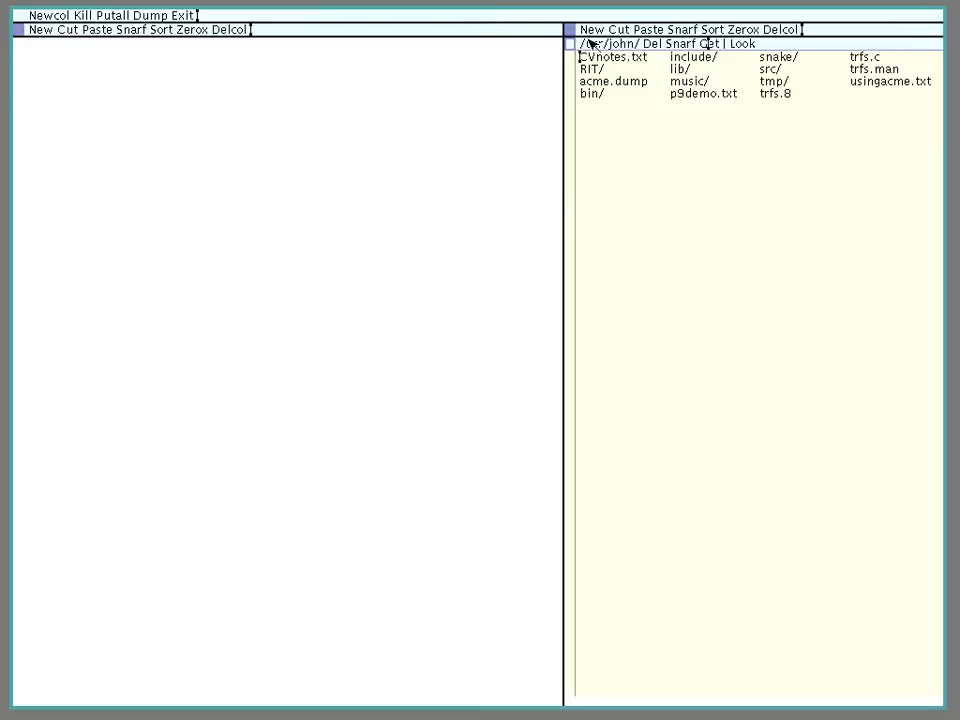 Newcol Kill Putall Dump Exit
New Cut Paste Snarf Sort Zerox Delcol
New Cut Paste Snarf Sort Zerox Delcol
/usr/john/ Del Snarf Get | Look
CVnotes.txt include/ snake/ trfs.c
RIT/ lib/ src/ trfs.man
acme.dump music/ tmp/ usingacme.txt
bin/ p9demo.txt trfs.8